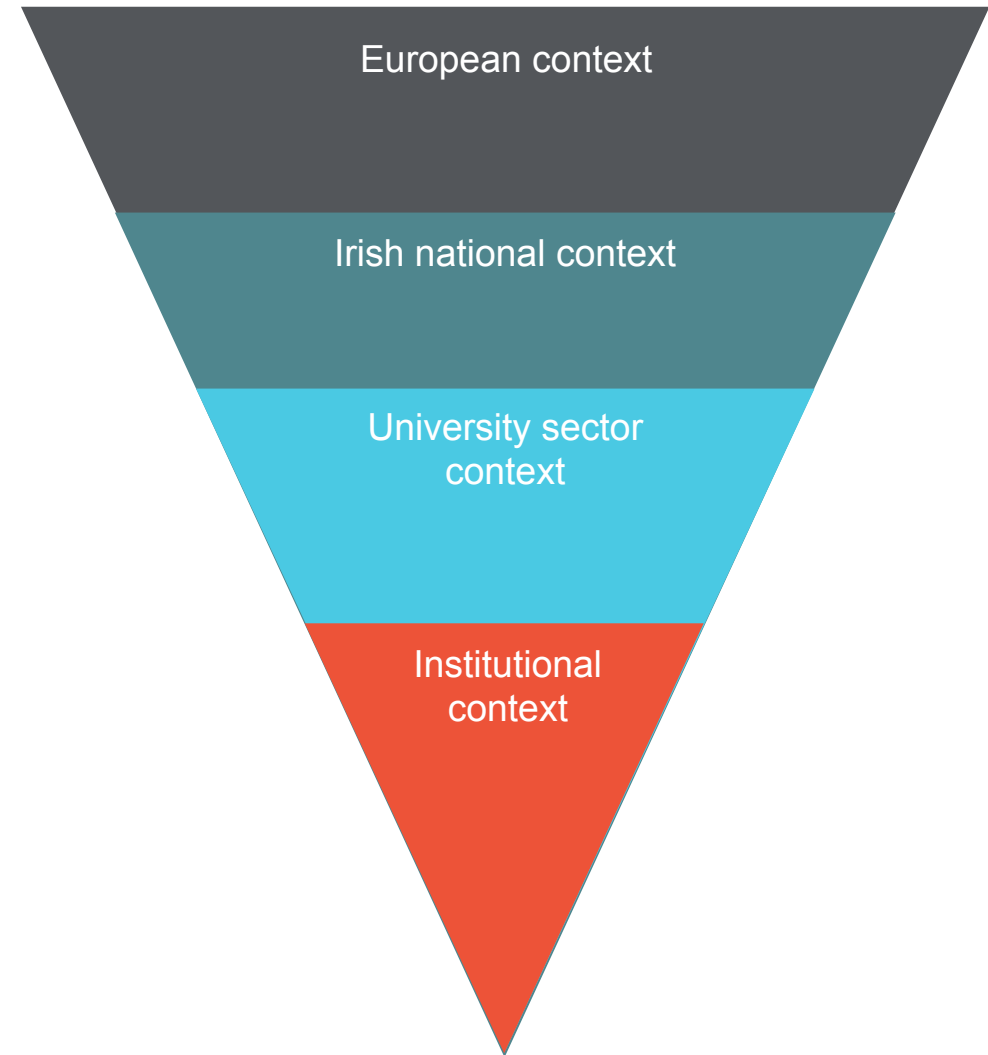 European context
Irish national context
University sector
context
Institutional
context